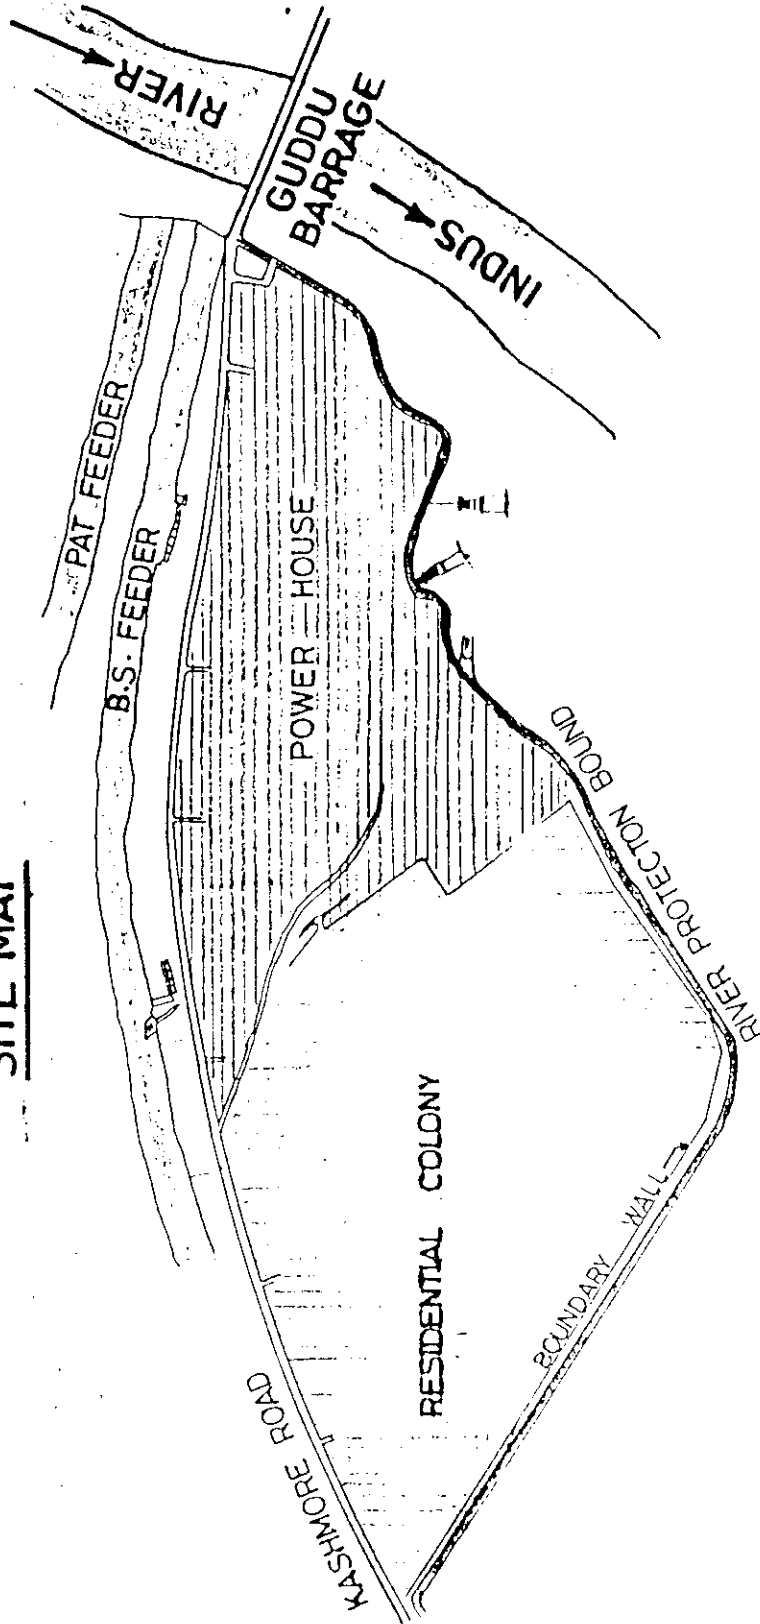 SITE MAP
RIVER
GUDDU
BARRAGE
INDUS
PAT FEEDER
B.S. FEEDER
POWER-HOUSE
RIVER PROTECTON BOUND
RESIDENTIAL COLONY
BOUNDARY WALL
KASHMORE ROAD